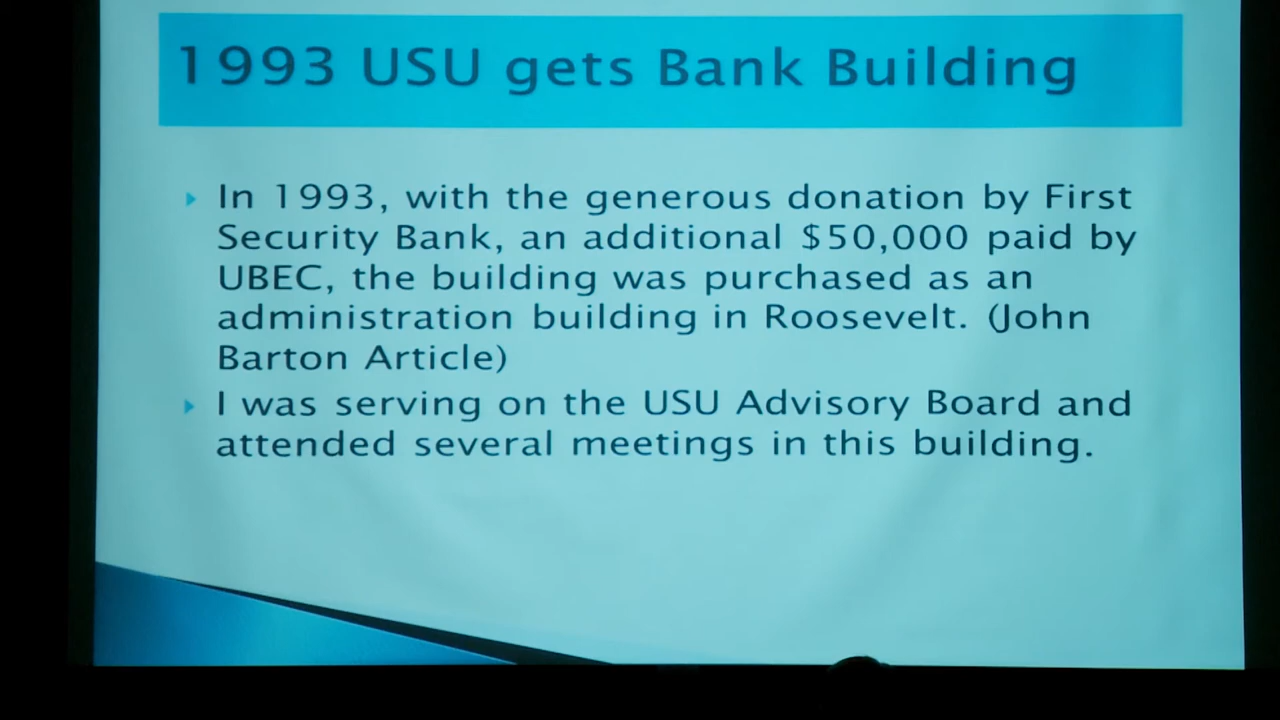 1993 USU gets Bank Building
In 1993, with the generous donation by First
Security Bank, an additional $50,000 paid by
UBEC, the building was purchased as an
administration building in Roosevelt. (John
Barton Article)
I was serving on the USU Advisory Board and
attended several meetings in this building.